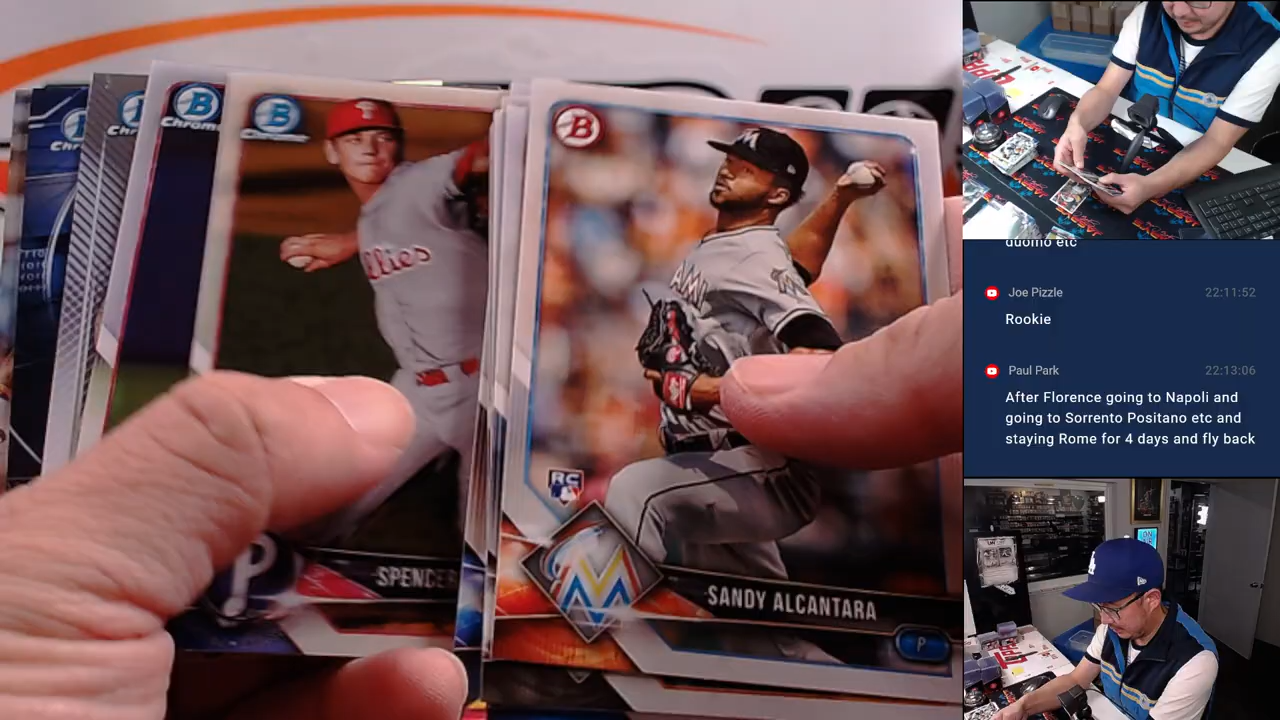 B
Chrome
B
Chrome
B
llies
SPENCER
P
B
M
AMI
RC
SANDY ALCANTARA
P
duomo etc
Joe Pizzle 22:11:52
Rookie
Paul Park 22:13:06
After Florence going to Napoli and
going to Sorrento Positano etc and
staying Rome for 4 days and fly back